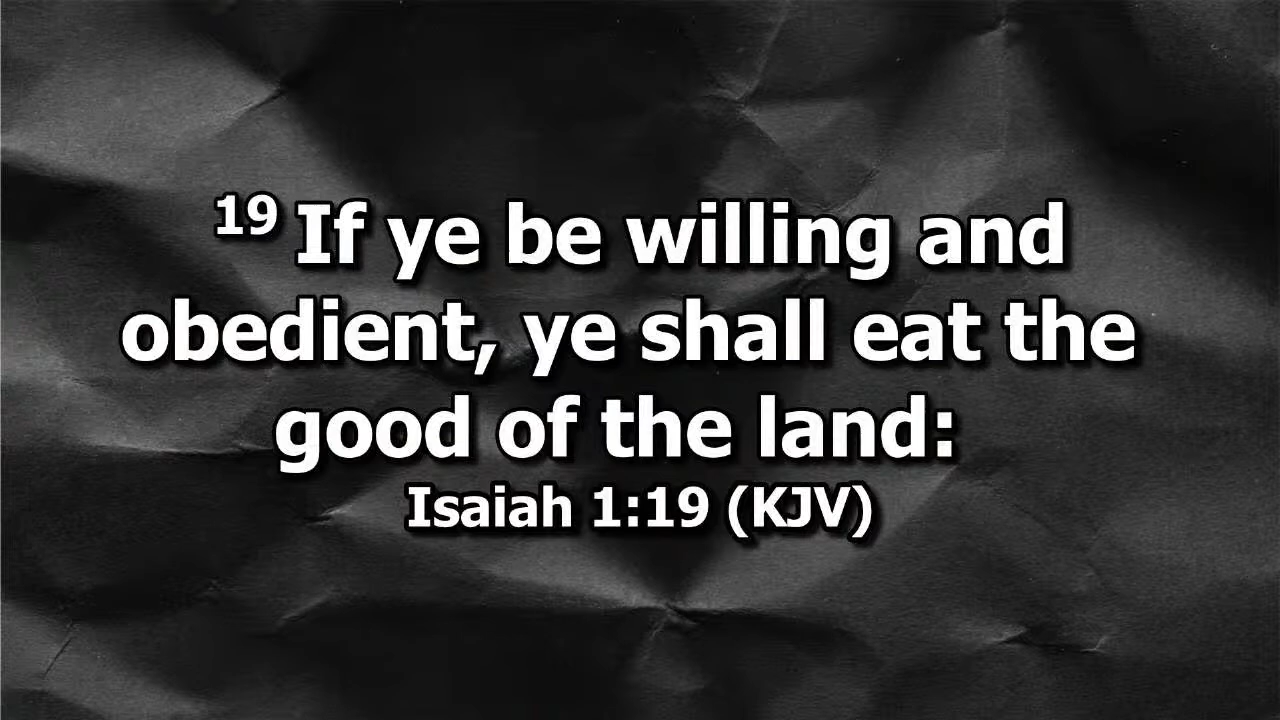 19 If ye be willing and
obedient, ye shall eat the
good of the land:
Isaiah 1:19 (KJV)